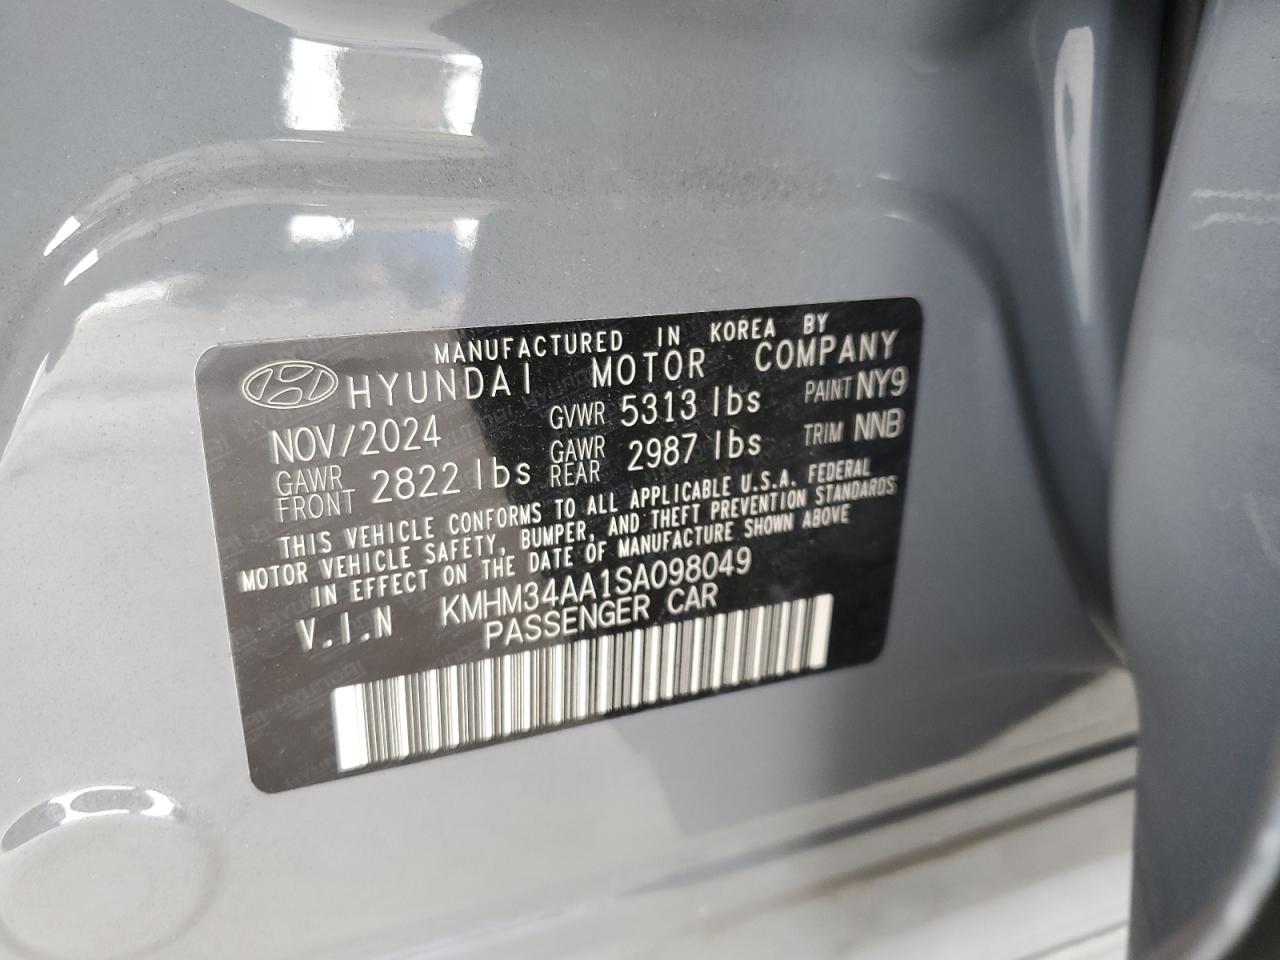 MANUFACTURED IN KOREA BY
HYUNDAI MOTOR COMPANY
NOV/2024 GVWR 5313 lbs PAINT NY9
GAWR FRONT 2822 lbs GAWR REAR 2987 lbs TRIM NNB
THIS VEHICLE CONFORMS TO ALL APPLICABLE U.S.A. FEDERAL
MOTOR VEHICLE SAFETY, BUMPER, AND THEFT PREVENTION STANDARDS
IN EFFECT ON THE DATE OF MANUFACTURE SHOWN ABOVE
V.I.N KMHM34AA1SA098049
PASSENGER CAR